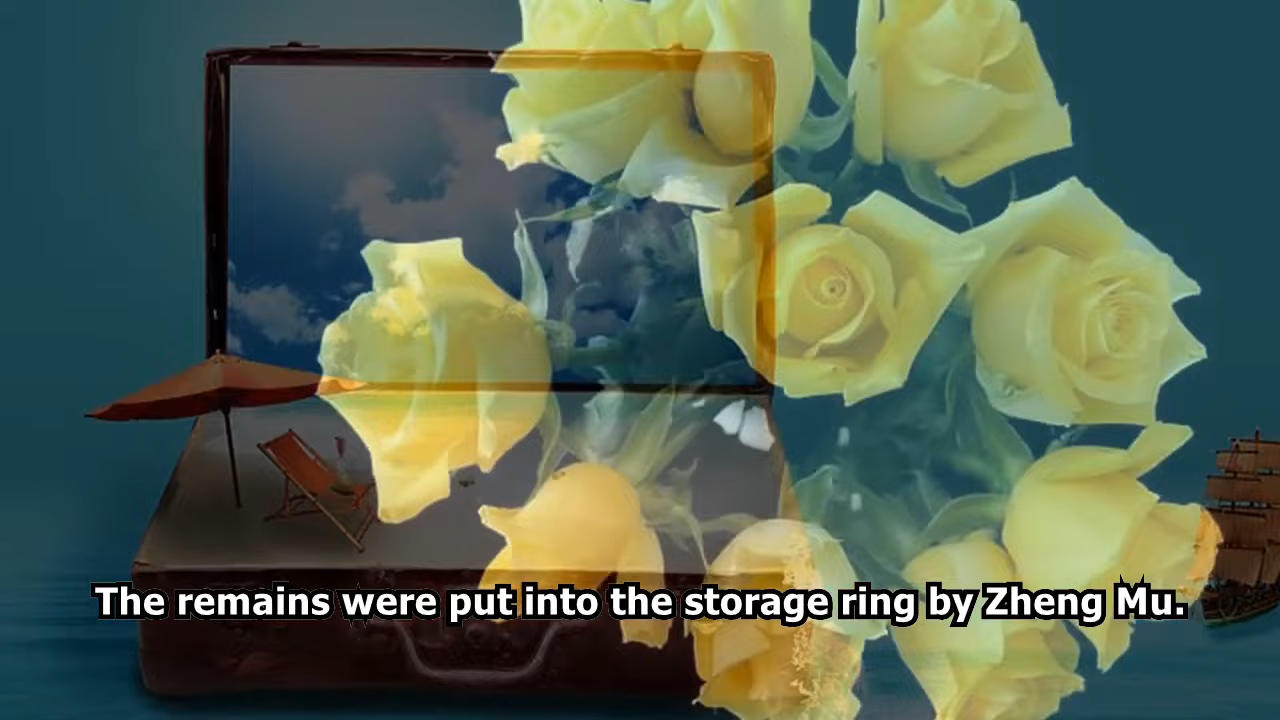 The remains were put into the storage ring by Zheng Mu.